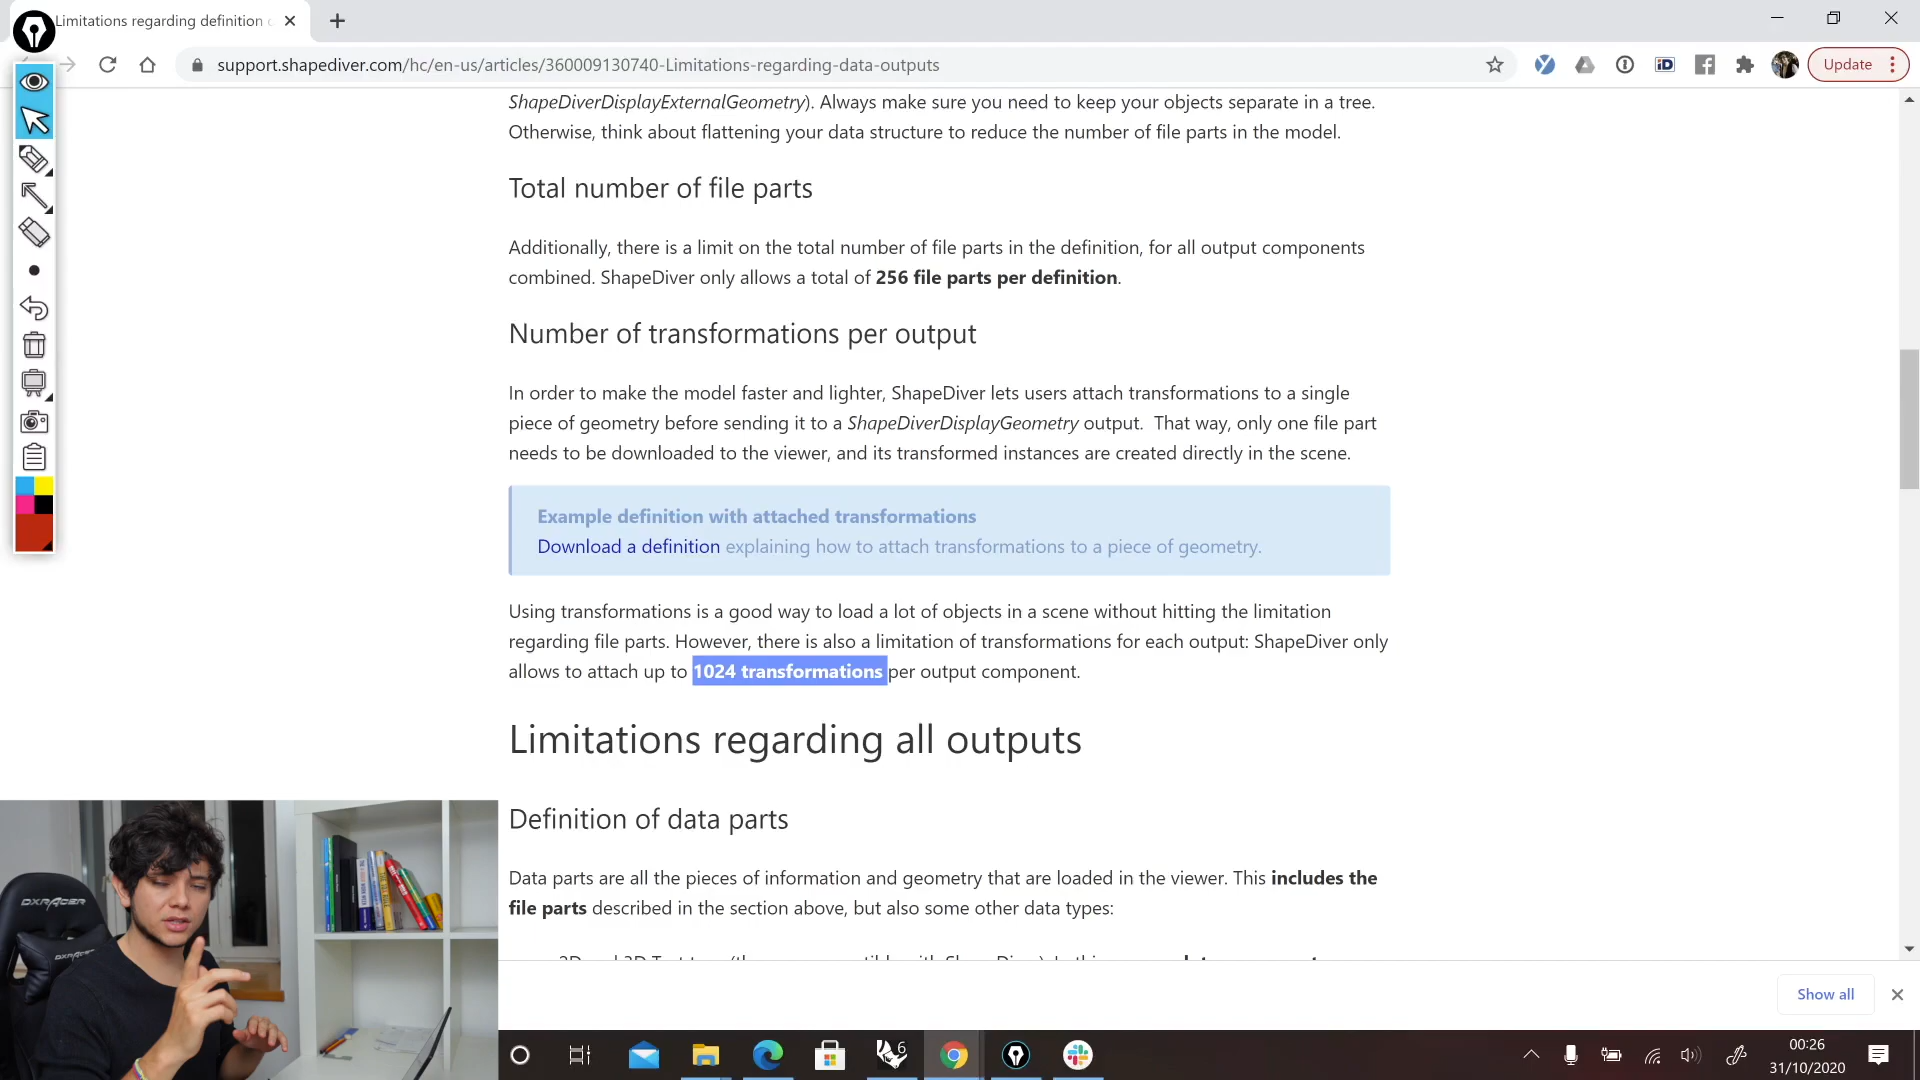 Limitations regarding definition
support.shapediver.com/hc/en-us/articles/360009130740-Limitations-regarding-data-outputs
Update
ShapeDiverDisplayExternalGeometry). Always make sure you need to keep your objects separate in a tree.
Otherwise, think about flattening your data structure to reduce the number of file parts in the model.
Total number of file parts
Additionally, there is a limit on the total number of file parts in the definition, for all output components
combined. ShapeDiver only allows a total of 256 file parts per definition.
Number of transformations per output
In order to make the model faster and lighter, ShapeDiver lets users attach transformations to a single
piece of geometry before sending it to a ShapeDiverDisplayGeometry output. That way, only one file part
needs to be downloaded to the viewer, and its transformed instances are created directly in the scene.
Example definition with attached transformations
Download a definition explaining how to attach transformations to a piece of geometry.
Using transformations is a good way to load a lot of objects in a scene without hitting the limitation
regarding file parts. However, there is also a limitation of transformations for each output: ShapeDiver only
allows to attach up to 1024 transformations per output component.
Limitations regarding all outputs
Definition of data parts
Data parts are all the pieces of information and geometry that are loaded in the viewer. This includes the
file parts described in the section above, but also some other data types:
Show all
DXRACER
6
00:26
31/10/2020